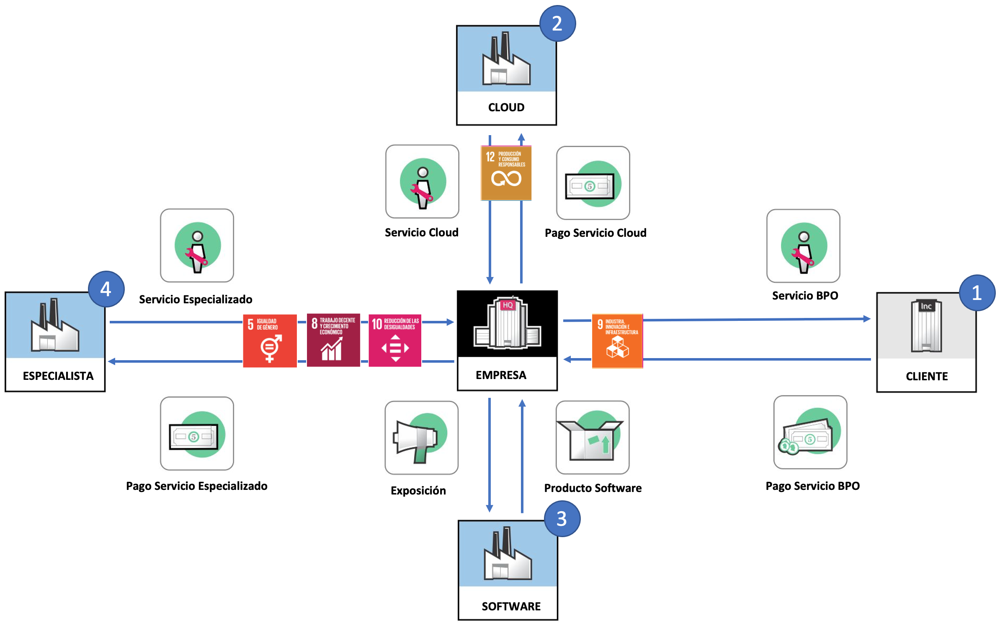 2
CLOUD
12 PRODUCCIÓN
Y CONSUMO
RESPONSABLES
5
Servicio Cloud
Pago Servicio Cloud
4
Servicio Especializado
Servicio BPO
1
HQ
Inc
5 IGUALDAD
DE GÉNERO
8 TRABAJO DECENTE
Y CRECIMIENTO
ECONÓMICO
10 REDUCCIÓN DE LAS
DESIGUALDADES
9 INDUSTRIA,
INNOVACIÓN E
INFRAESTRUCTURA
ESPECIALISTA
EMPRESA
CLIENTE
5
5
Pago Servicio Especializado
Exposición
Producto Software
Pago Servicio BPO
3
SOFTWARE